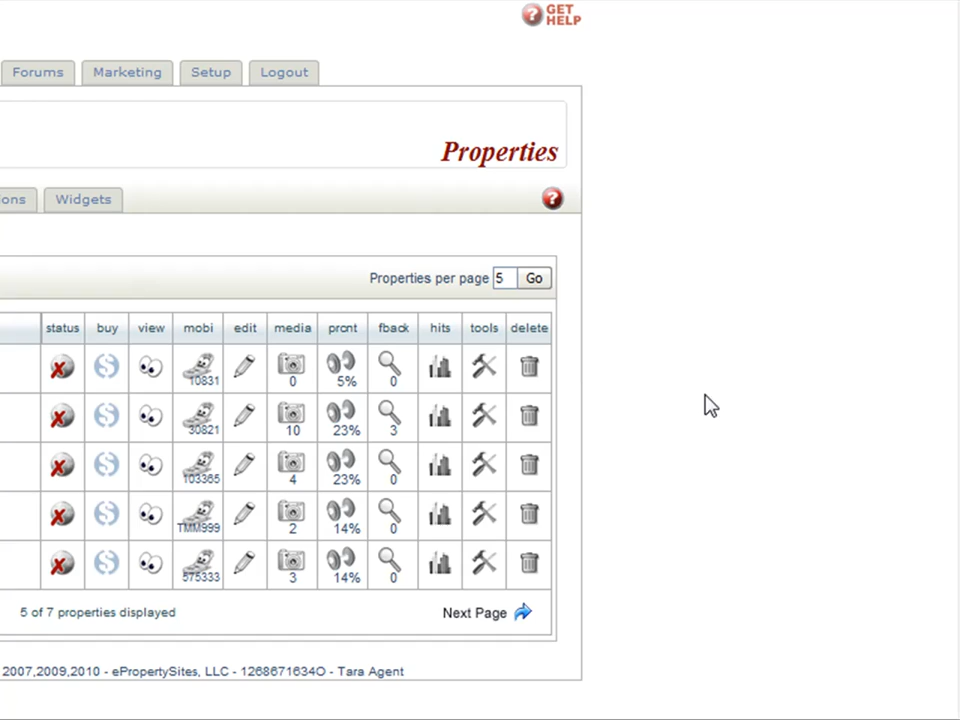 GET
HELP
Forums Marketing Setup Logout
Properties
ions Widgets
Properties per page 5 Go
status buy view mobi edit media pront fback hits tools delete
10831 0 5% 0
30821 10 23% 3
103365 4 23% 0
TMM999 2 14% 0
575333 3 14% 0
5 of 7 properties displayed Next Page
2007,2009,2010 - ePropertySites, LLC - 1268671634O - Tara Agent